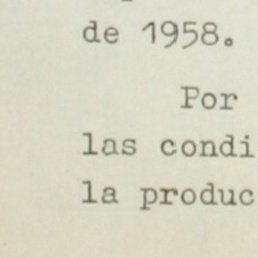 de 1958.
Por
las condi
la produc